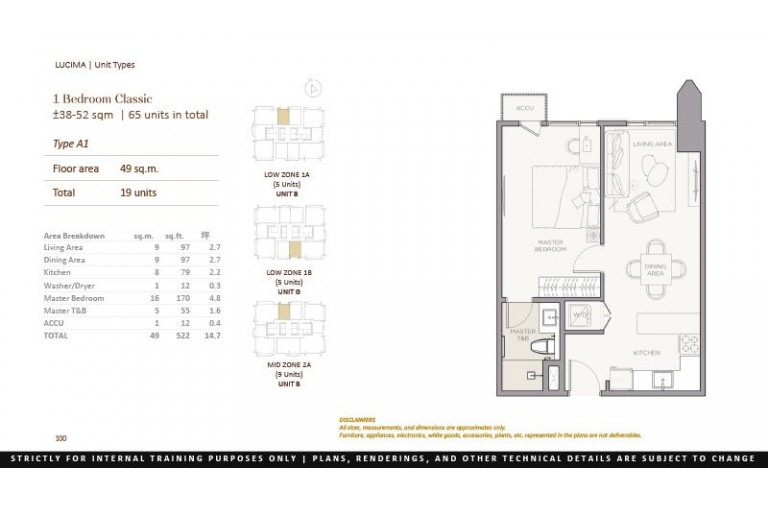 LUCIMA | Unit Types
1 Bedroom Classic
±38-52 sqm | 65 units in total
Type A1
Floor area 49 sq.m.
Total 19 units
Area Breakdown sq.m. sq.ft. 坪
Living Area 9 97 2.7
Dining Area 9 97 2.7
Kitchen 8 79 2.2
Washer/Dryer 1 12 0.3
Master Bedroom 16 170 4.8
Master T&B 5 55 1.6
ACCU 1 12 0.4
TOTAL 49 522 14.7
LOW ZONE 1A
(5 Units)
UNIT B
LOW ZONE 1B
(5 Units)
UNIT G
MID ZONE 2A
(9 Units)
UNIT B
ACCU
LIVING AREA
MASTER
BEDROOM
DINING
AREA
W/D
MASTER
T&B
KITCHEN
DISCLAIMERS
All sizes, measurements, and dimensions are approximates only.
Furniture, appliances, electronics, white goods, accessories, plants, etc. represented in the plans are not deliverables.
100
STRICTLY FOR INTERNAL TRAINING PURPOSES ONLY | PLANS, RENDERINGS, AND OTHER TECHNICAL DETAILS ARE SUBJECT TO CHANGE